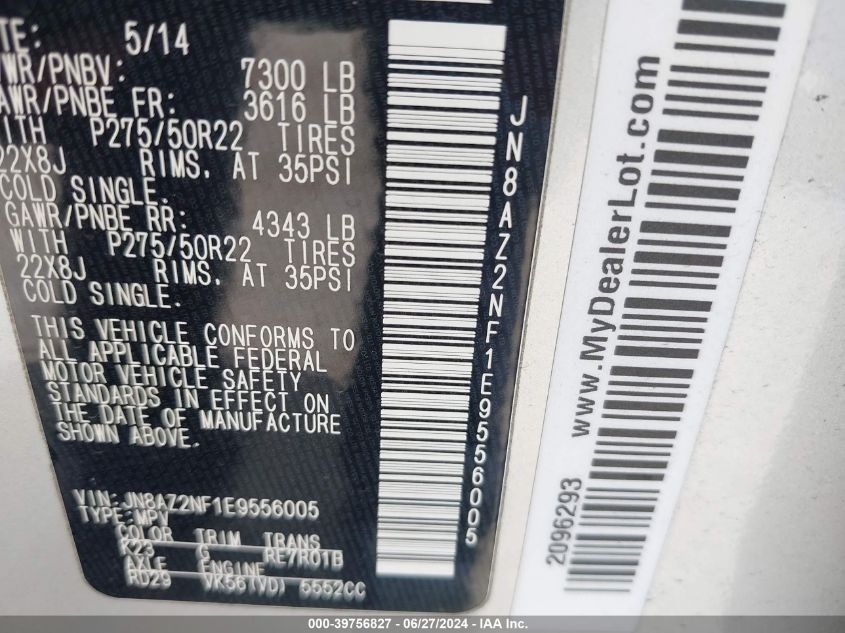 TE: 5/14
WR/PNBV: 7300 LB
AWR/PNBE FR: 3616 LB
WITH P275/50R22 TIRES
22X8J RIMS. AT 35PSI
COLD SINGLE.
GAWR/PNBE RR: 4343 LB
WITH P275/50R22 TIRES
22X8J RIMS. AT 35PSI
COLD SINGLE.
THIS VEHICLE CONFORMS TO
ALL APPLICABLE FEDERAL
MOTOR VEHICLE SAFETY
STANDARDS IN EFFECT ON
THE DATE OF MANUFACTURE
SHOWN ABOVE.
VIN: JN8AZ2NF1E9556005
TYPE: MPV
COLOR TRIM TRANS
K23 G RE7R01B
AXLE ENGINE
RD29 VK56(VD) 5552CC
JN8AZ2NF1E9556005
www.MyDealerLot.com
2096293
000-39756827 - 06/27/2024 - IAA Inc.